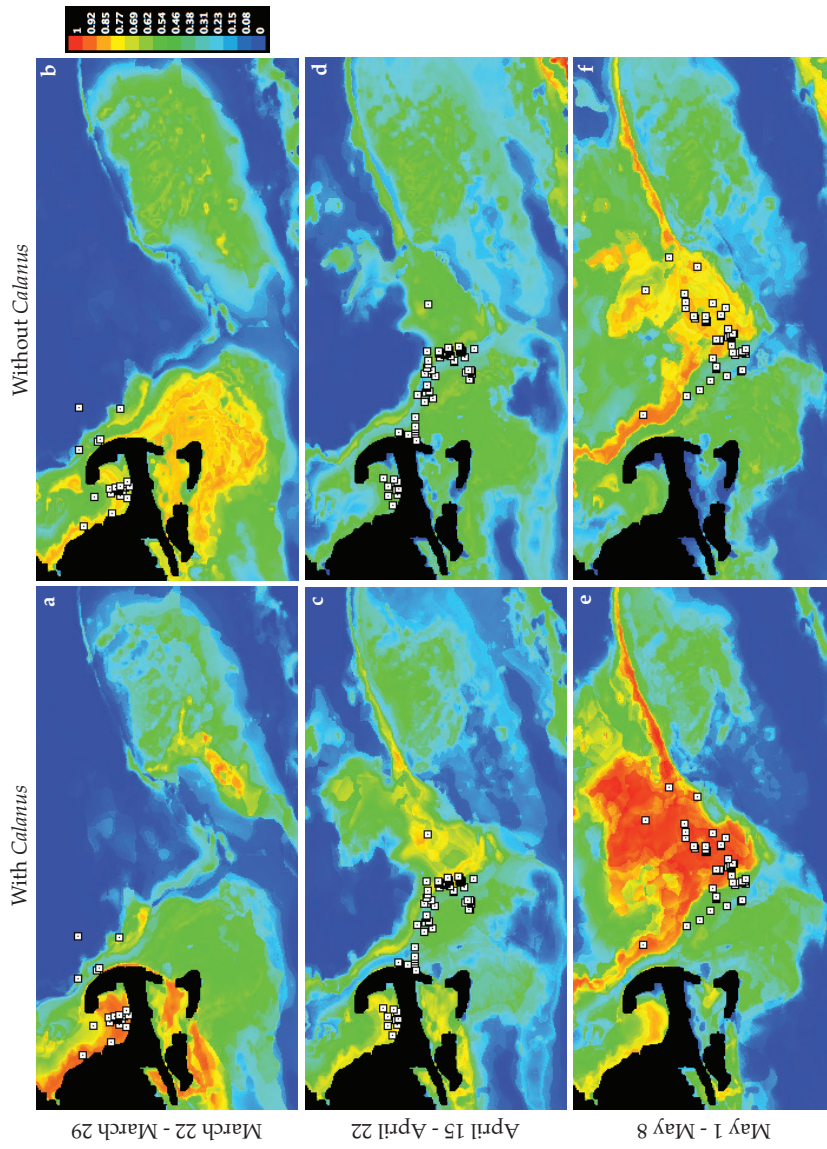 With Calanus
Without Calanus
March 22 - March 29
April 15 - April 22
May 1 - May 8
a
b
c
d
e
f
1
0.92
0.85
0.77
0.69
0.62
0.54
0.46
0.38
0.31
0.23
0.15
0.08
0